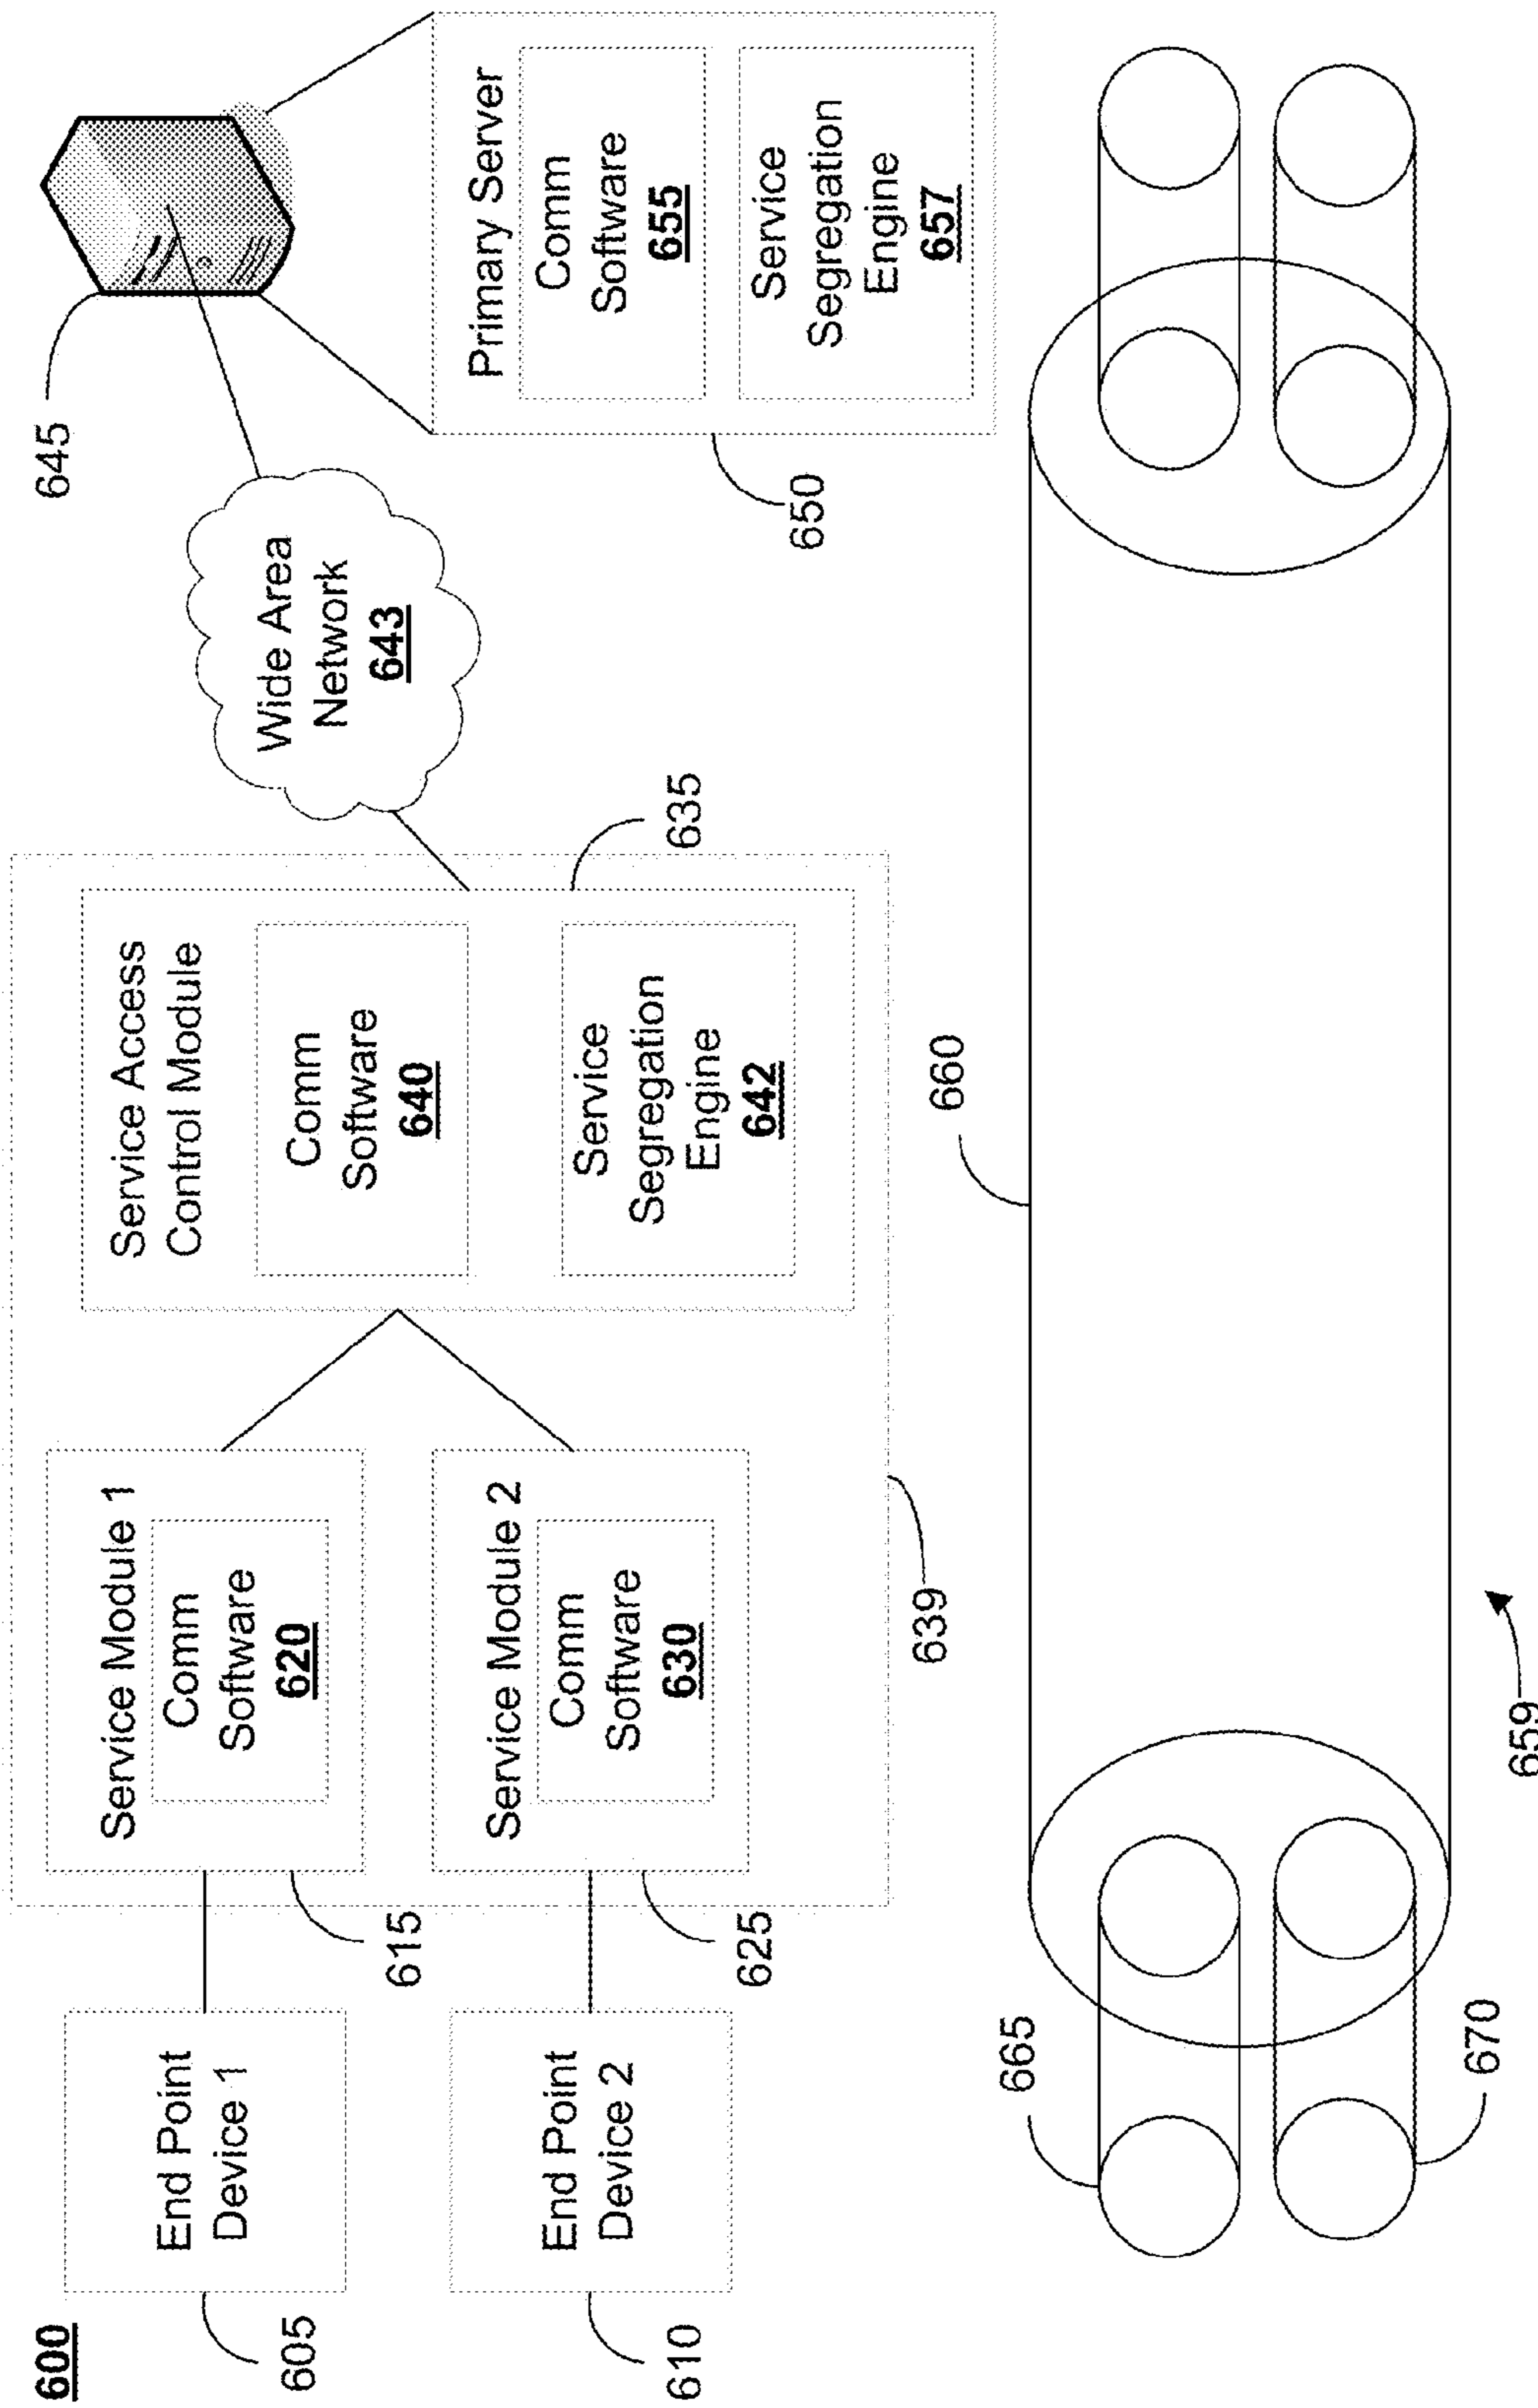 600
End Point
Device 1
605
End Point
Device 2
610
Service Module 1
Comm
Software
620
615
Service Module 2
Comm
Software
630
625
Service Access
Control Module
Comm
Software
640
Service
Segregation
Engine
642
635
639
Wide Area
Network
643
645
Primary Server
Comm
Software
655
Service
Segregation
Engine
657
650
660
665
670
659